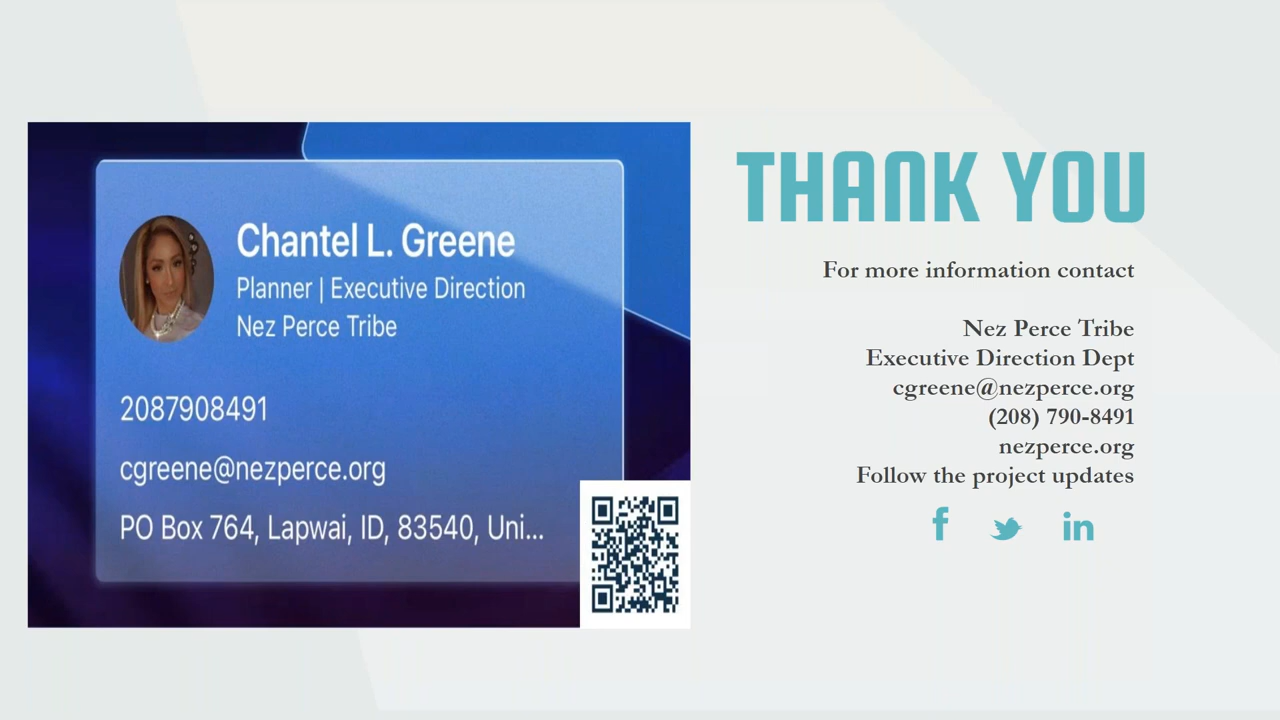 Chantel L. Greene
Planner | Executive Direction
Nez Perce Tribe
2087908491
cgreene@nezperce.org
PO Box 764, Lapwai, ID, 83540, Uni...
THANK YOU
For more information contact
Nez Perce Tribe
Executive Direction Dept
cgreene@nezperce.org
(208) 790-8491
nezperce.org
Follow the project updates